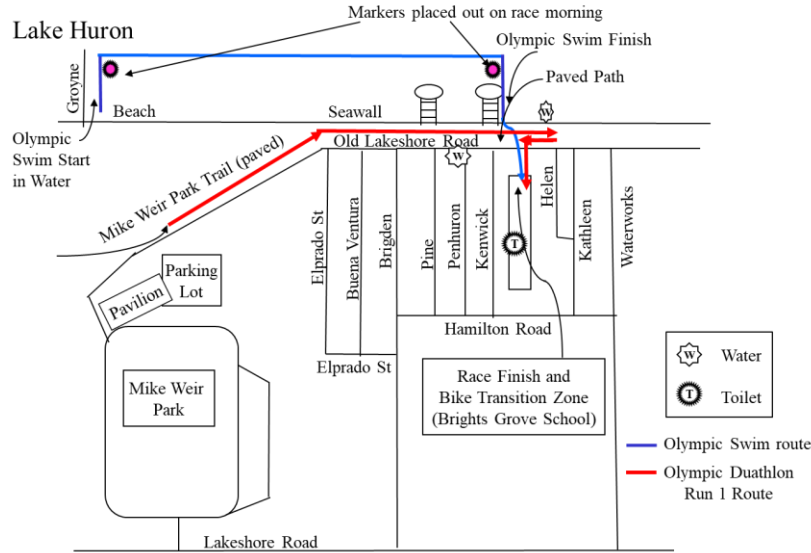 Markers placed out on race morning
Lake Huron
Olympic
Swim Finish
Groyne
Paved Path
Beach
Seawall
W
Olympic
Swim Start
in Water
Mike Weir Park Trail (paved)
Old Lakeshore Road
W
Elprado St
Buena Ventura
Brigden
Pine
Penhuron
Kenwick
Helen
Kathleen
Waterworks
T
Parking
Lot
Pavilion
Hamilton Road
Elprado St
Mike Weir
Park
Race Finish and
Bike Transition Zone
(Brights Grove School)
W Water
T Toilet
Olympic Swim route
Olympic Duathlon
Run 1 Route
Lakeshore Road